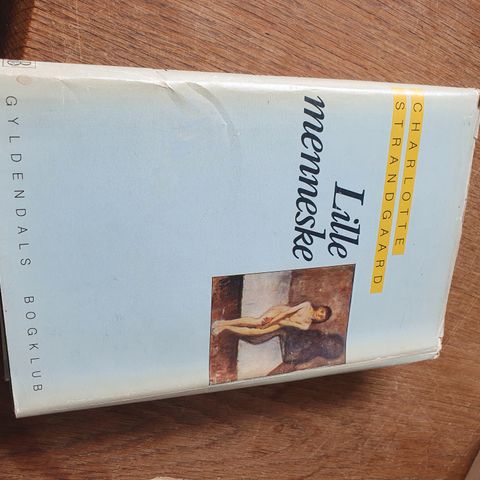 CHARLOTTE
STRANDGAARD
Lille
menneske
GYLDENDALS BOGKLUB